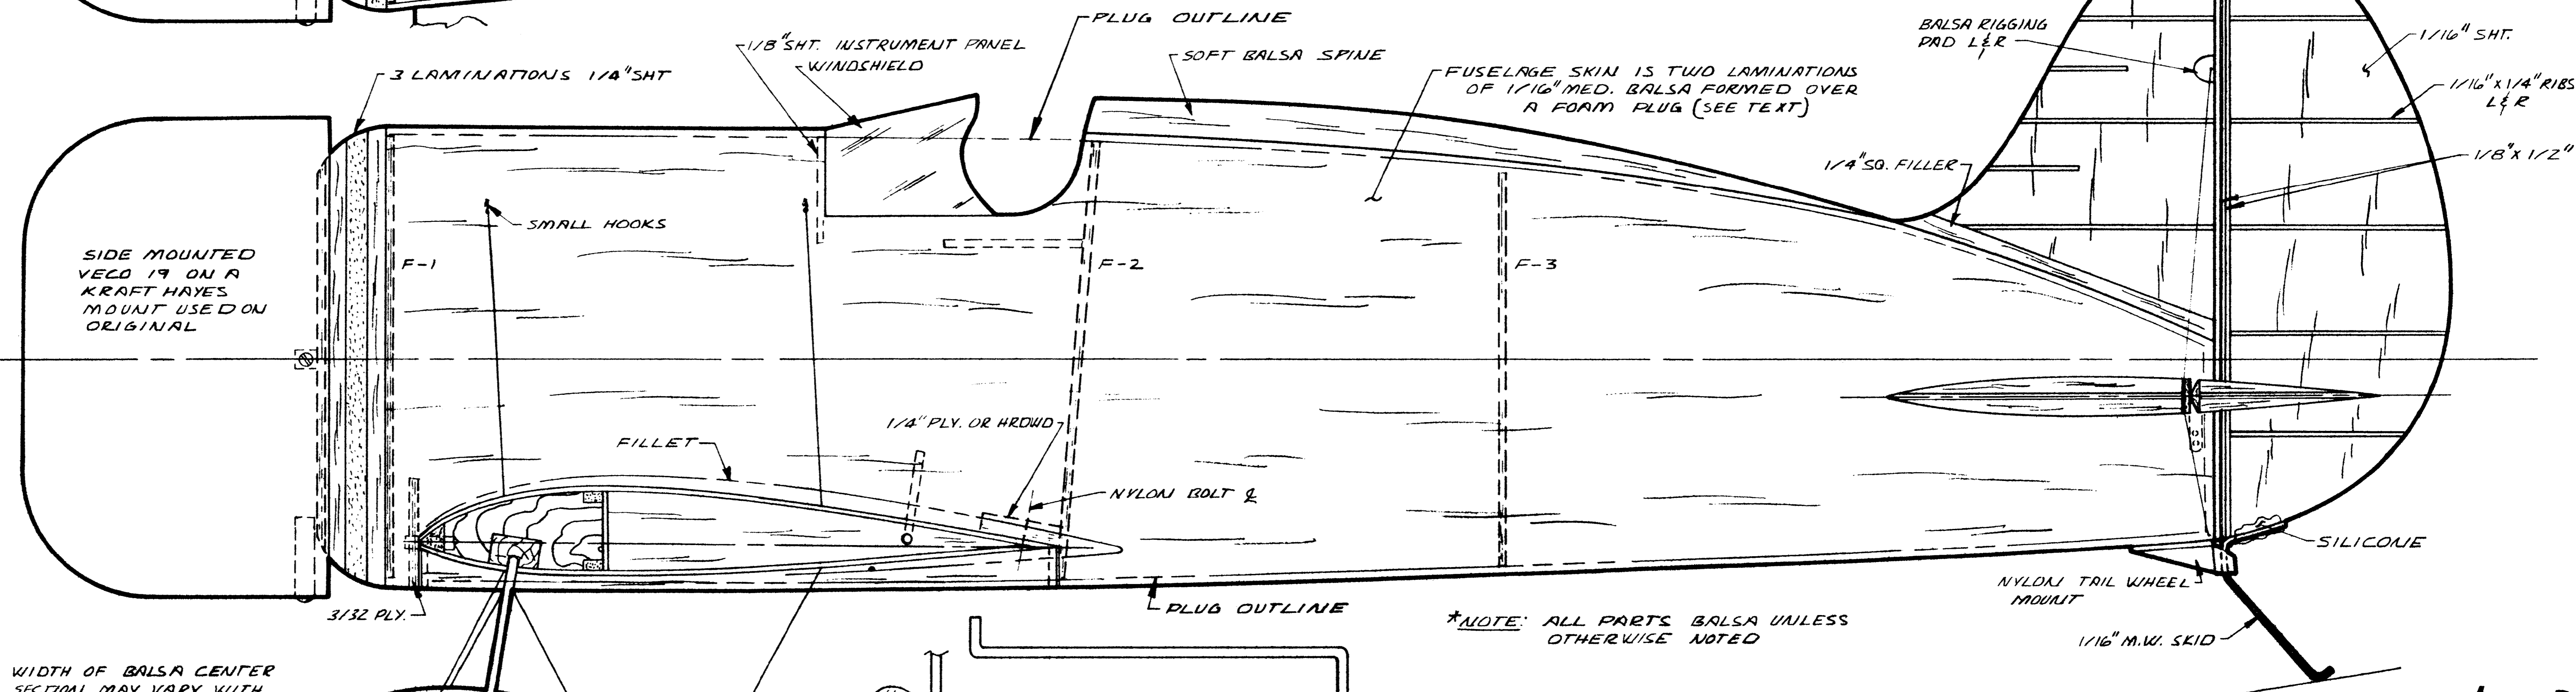 PLUG OUTLINE
1/8" SHT. INSTRUMENT PANEL
WINDSHIELD
3 LAMINATIONS 1/4" SHT
SOFT BALSA SPINE
FUSELAGE SKIN IS TWO LAMINATIONS
OF 1/16" MED. BALSA FORMED OVER
A FOAM PLUG (SEE TEXT)
BALSA RIGGING
PAD L&R
1/16" SHT.
1/16" X 1/4" RIBS
L&R
1/8" X 1/2"
1/4" SQ. FILLER
SMALL HOOKS
SIDE MOUNTED
VECO 19 ON A
KRAFT HAYES
MOUNT USED ON
ORIGINAL
F-1
F-2
F-3
1/4" PLY. OR HRDWD
FILLET
NYLON BOLT ℄
SILICONE
NYLON TAIL WHEEL
MOUNT
3/32 PLY.
PLUG OUTLINE
*NOTE: ALL PARTS BALSA UNLESS
OTHERWISE NOTED
1/16" M.W. SKID
WIDTH OF BALSA CENTER
SECTION MAY VARY WITH